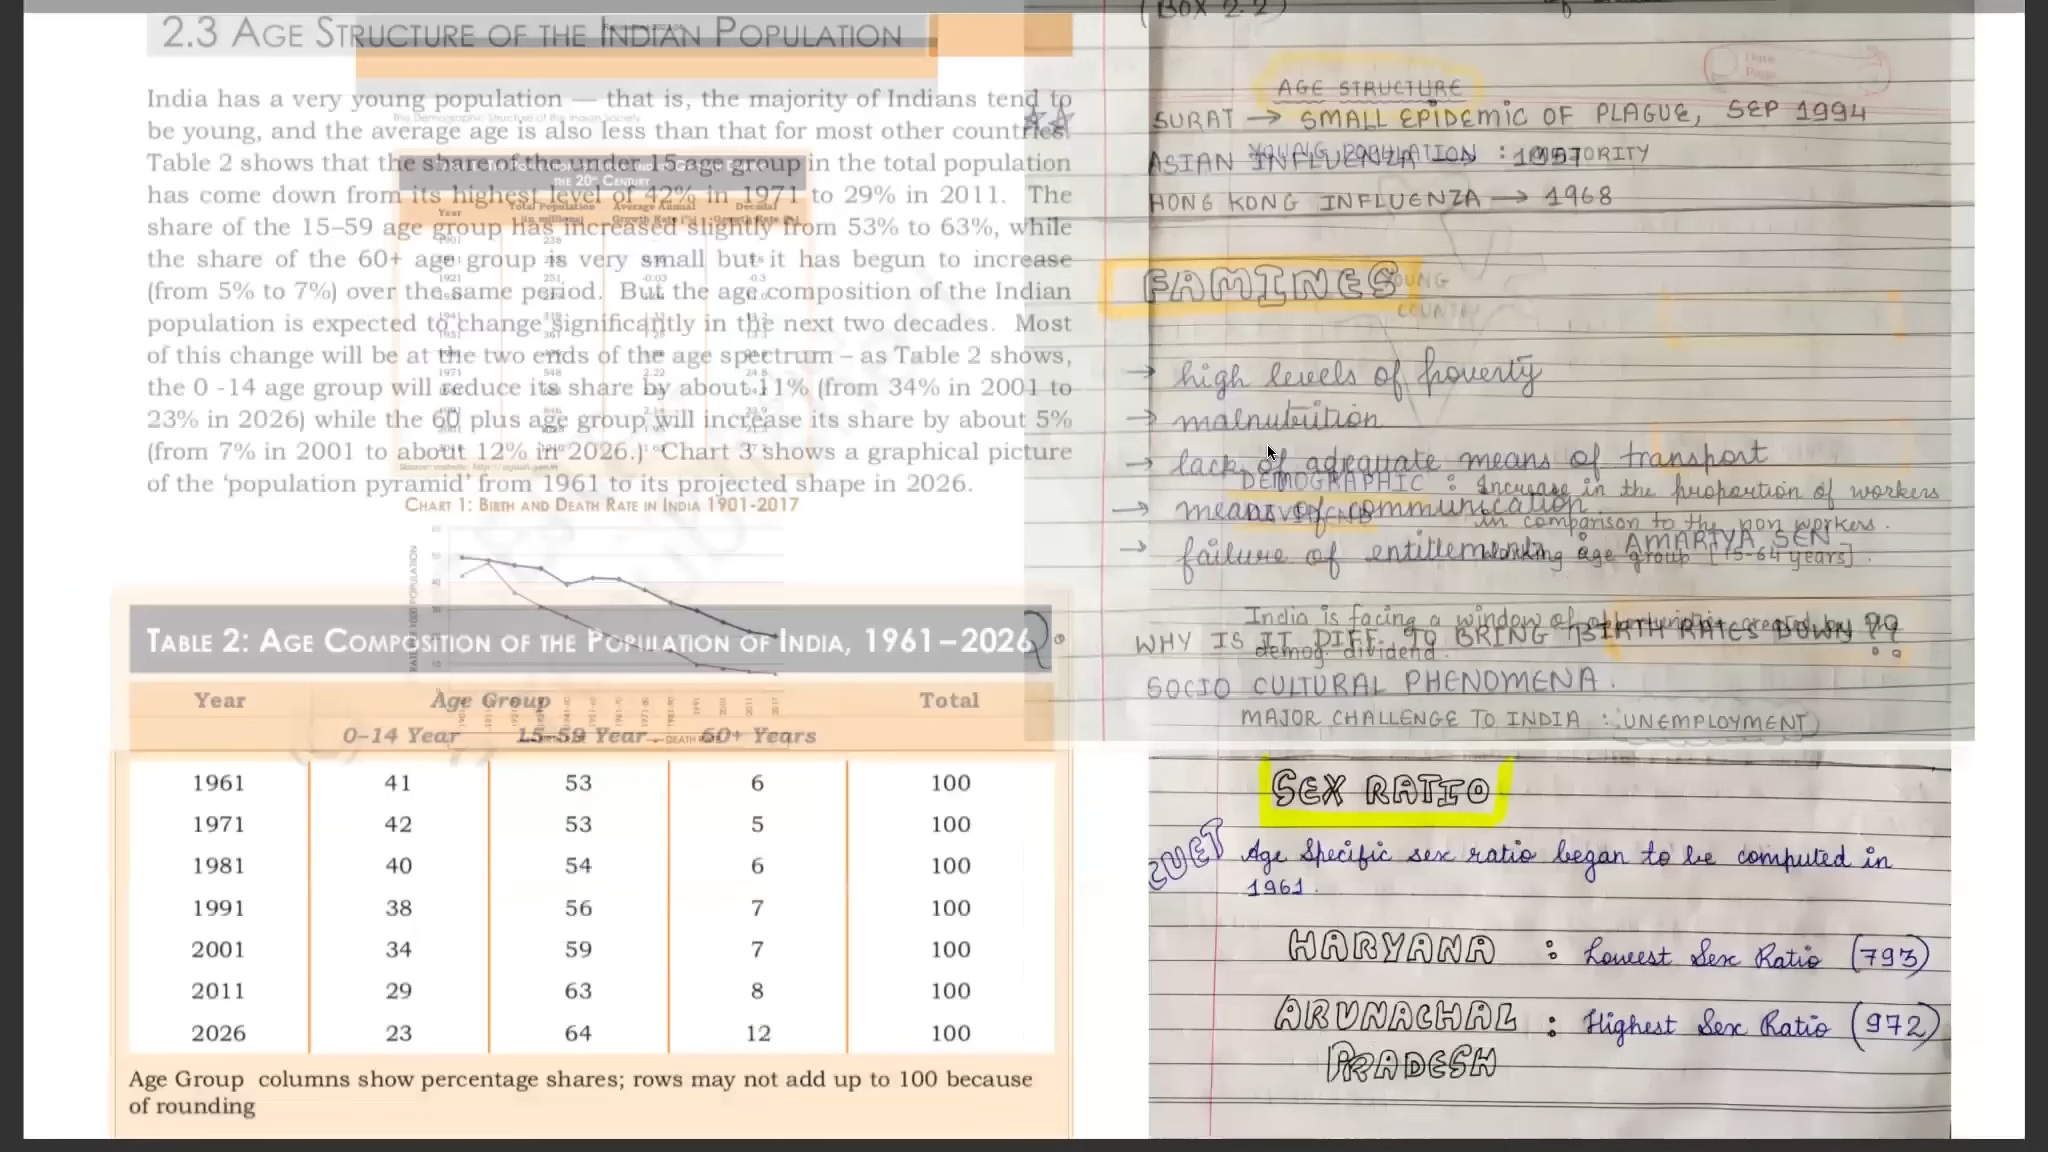 2.3 AGE STRUCTURE OF THE INDIAN POPULATION
India has a very young population — that is, the majority of Indians tend to
be young, and the average age is also less than that for most other countries.
Table 2 shows that the share of the under 15 age group in the total population
has come down from its highest level of 42% in 1971 to 29% in 2011. The
share of the 15–59 age group has increased slightly from 53% to 63%, while
the share of the 60+ age group is very small but it has begun to increase
(from 5% to 7%) over the same period. But the age composition of the Indian
population is expected to change significantly in the next two decades. Most
of this change will be at the two ends of the age spectrum – as Table 2 shows,
the 0 -14 age group will reduce its share by about 11% (from 34% in 2001 to
23% in 2026) while the 60 plus age group will increase its share by about 5%
(from 7% in 2001 to about 12% in 2026.) Chart 3 shows a graphical picture
of the ‘population pyramid’ from 1961 to its projected shape in 2026.
CHART 1: BIRTH AND DEATH RATE IN INDIA 1901-2017
TABLE 2: AGE COMPOSITION OF THE POPULATION OF INDIA, 1961–2026
Year Age Group Total
0–14 Year 15–59 Year 60+ Years
1961 41 53 6 100
1971 42 53 5 100
1981 40 54 6 100
1991 38 56 7 100
2001 34 59 7 100
2011 29 63 8 100
2026 23 64 12 100
Age Group columns show percentage shares; rows may not add up to 100 because
of rounding
(BOX 2.2)
AGE STRUCTURE
SURAT → SMALL EPIDEMIC OF PLAGUE, SEP 1994
ASIAN INFLUENZA : 1957
YOUNG POPULATION : MAJORITY
HONG KONG INFLUENZA → 1968
FAMINES
YOUNG
COUNTRY
→ high levels of poverty
→ malnutrition
→ lack of adequate means of transport
DEMOGRAPHIC : Increase in the proportion of workers
→ means of communication
DIVIDEND in comparison to the non workers.
→ failure of entitlements : AMARTYA SEN
working age group [15-64 years].
India is facing a window of
demog. dividend.
WHY IS IT DIFF. TO BRING BIRTH RATES DOWN ??
SOCIO CULTURAL PHENOMENA.
MAJOR CHALLENGE TO INDIA : UNEMPLOYMENT
SEX RATIO
CUET Age Specific sex ratio began to be computed in
1961.
HARYANA : Lowest Sex Ratio (793)
ARUNACHAL : Highest Sex Ratio (972)
PRADESH